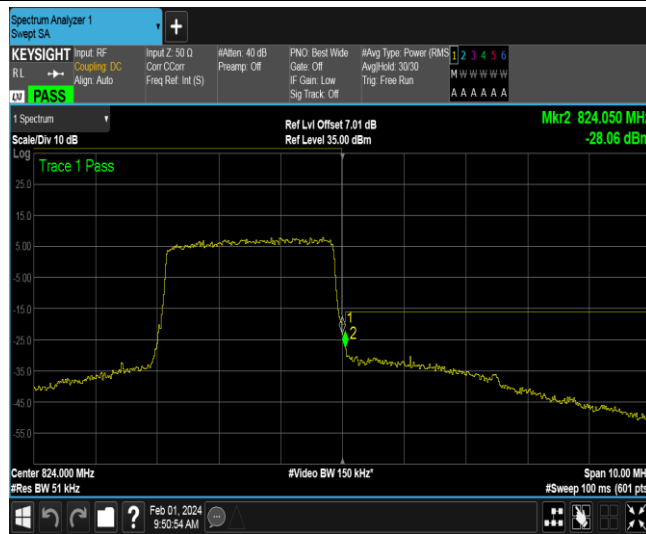 Spectrum Analyzer 1
Swept SA
+
KEYSIGHT
RL
LXI PASS
Input: RF
Coupling: DC
Align: Auto
Input Z: 50 Ω
Corr CCorr
Freq Ref: Int (S)
#Atten: 40 dB
Preamp: Off
PNO: Best Wide
Gate: Off
IF Gain: Low
Sig Track: Off
#Avg Type: Power (RMS
Avg|Hold: 30/30
Trig: Free Run
1 2 3 4 5 6
M W W W W W
A A A A A A
1 Spectrum
Scale/Div 10 dB
Ref Lvl Offset 7.01 dB
Ref Level 35.00 dBm
Mkr2 824.050 MHz
-28.06 dBm
Log
Trace 1 Pass
25.0
15.0
5.00
-5.00
-15.0
-25.0
-35.0
-45.0
-55.0
1
2
Center 824.000 MHz
#Res BW 51 kHz
#Video BW 150 kHz*
Span 10.00 MH
#Sweep 100 ms (601 pts
?
Feb 01, 2024
9:50:54 AM